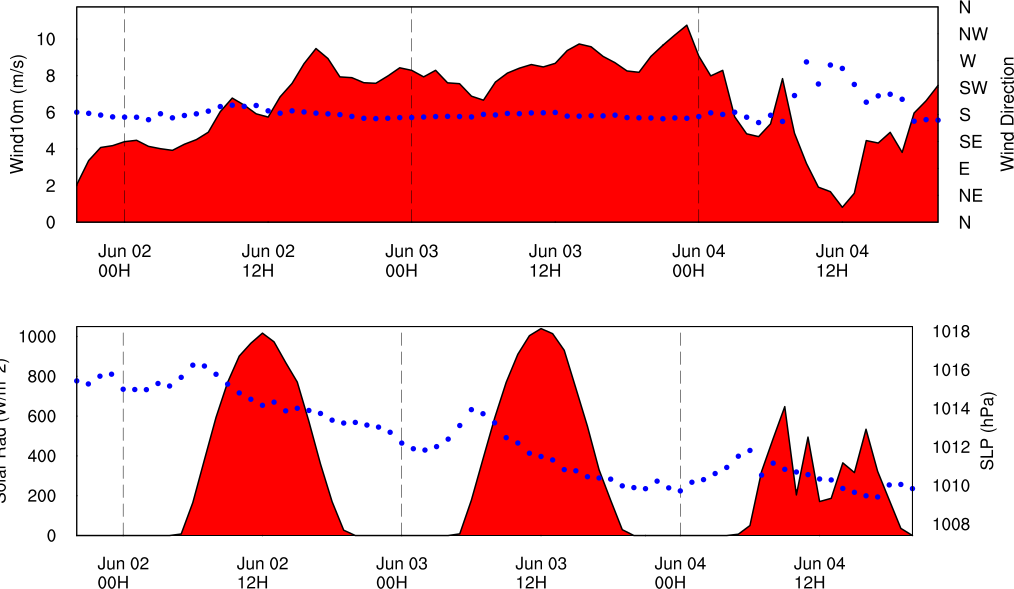 N
NW
W
SW
S
SE
E
NE
N
10
8
6
4
2
0
Wind10m (m/s)
Wind Direction
Jun 02 Jun 02 Jun 03 Jun 03 Jun 04 Jun 04
00H 12H 00H 12H 00H 12H
1000
800
600
400
200
0
Rad
1018
1016
1014
1012
1010
1008
SLP (hPa)
Jun 02 Jun 02 Jun 03 Jun 03 Jun 04 Jun 04
00H 12H 00H 12H 00H 12H